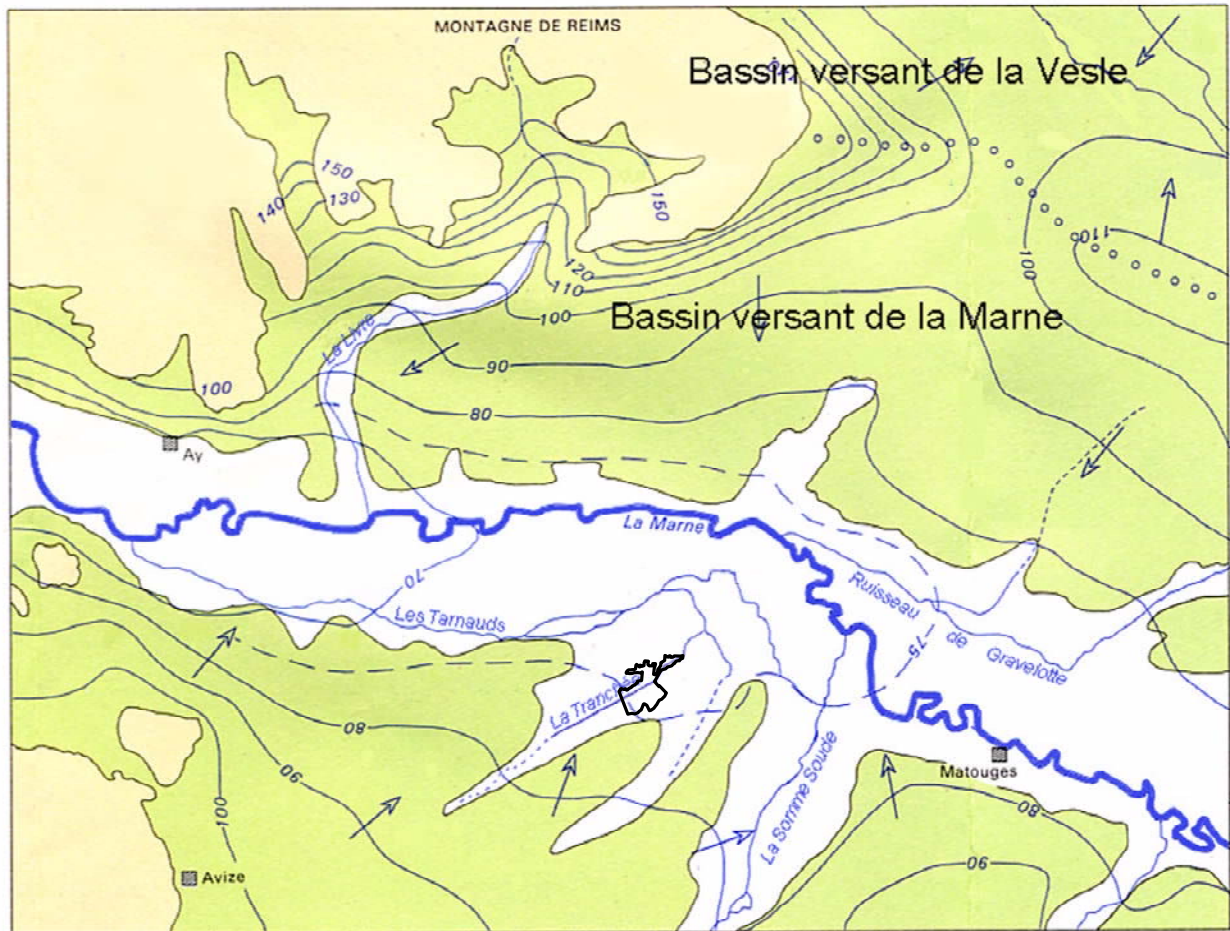 MONTAGNE DE REIMS
Bassin versant de la Vesle
150
140
130
150
110
100
120
110
100
Bassin versant de la Marne
La Livre
90
100
80
Ay
La Marne
70
Ruisseau de Gravelotte
Les Tarnauds
75
La Tranchée
80
90
100
La Somme Soude
Matouges
80
90
Avize